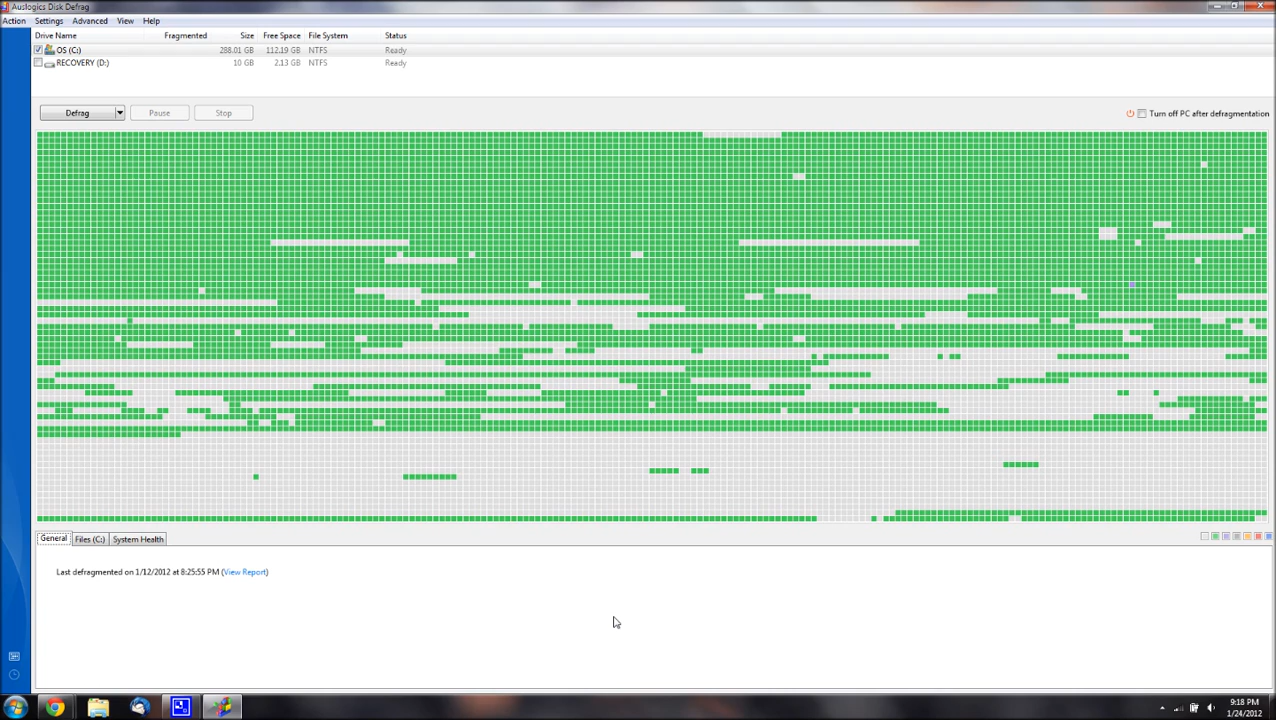 Auslogics Disk Defrag
Action Settings Advanced View Help
Drive Name Fragmented Size Free Space File System Status
OS (C:) 288.01 GB 112.19 GB NTFS Ready
RECOVERY (D:) 10 GB 2.13 GB NTFS Ready
Defrag Pause Stop Turn off PC after defragmentation
General Files (C:) System Health
Last defragmented on 1/12/2012 at 8:25:55 PM (View Report)
9:18 PM
1/24/2012